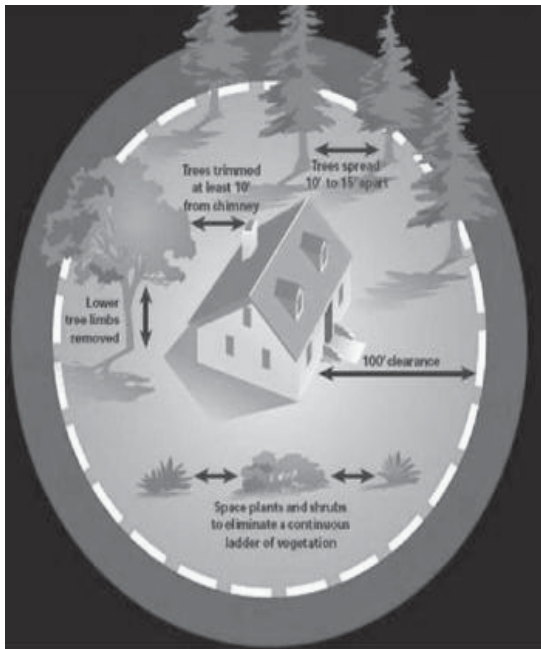 Trees trimmed
at least 10'
from chimney
Trees spread
10' to 15' apart
Lower
tree limbs
removed
100' clearance
Space plants and shrubs
to eliminate a continuous
ladder of vegetation